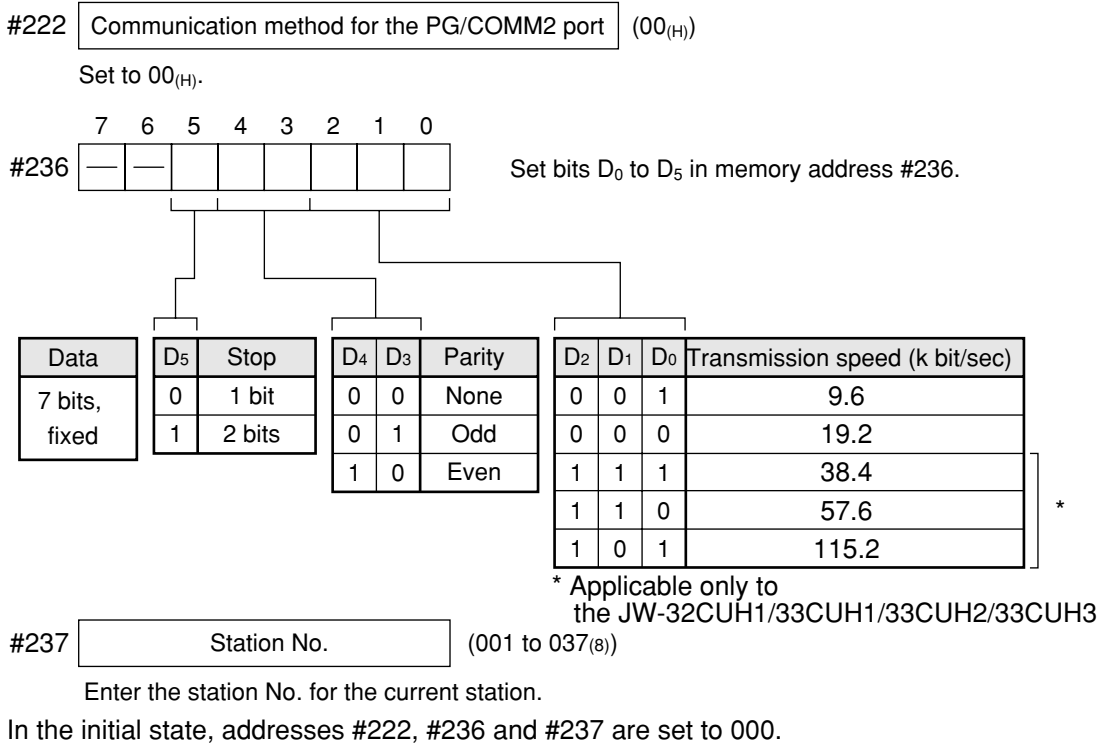 #222 Communication method for the PG/COMM2 port (00(H))
Set to 00(H).
7 6 5 4 3 2 1 0
#236 — — Set bits D0 to D5 in memory address #236.
Data D5 Stop D4 D3 Parity D2 D1 D0 Transmission speed (k bit/sec)
7 bits, fixed
0 1 bit
1 2 bits
0 0 None
0 1 Odd
1 0 Even
0 0 1 9.6
0 0 0 19.2
1 1 1 38.4
1 1 0 57.6 *
1 0 1 115.2
* Applicable only to
the JW-32CUH1/33CUH1/33CUH2/33CUH3
#237 Station No. (001 to 037(8))
Enter the station No. for the current station.
In the initial state, addresses #222, #236 and #237 are set to 000.